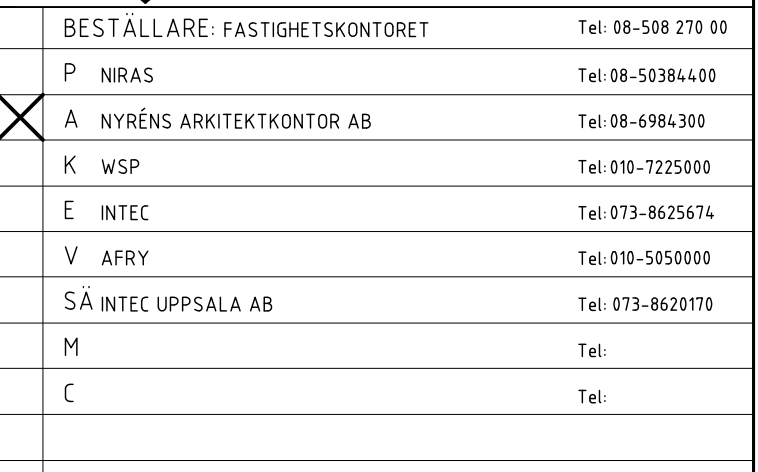 BESTÄLLARE: FASTIGHETSKONTORET Tel: 08-508 270 00
P NIRAS Tel: 08-50384400
A NYRÉNS ARKITEKTKONTOR AB Tel: 08-6984300
K WSP Tel: 010-7225000
E INTEC Tel: 073-8625674
V AFRY Tel: 010-5050000
SÄ INTEC UPPSALA AB Tel: 073-8620170
M Tel:
C Tel: